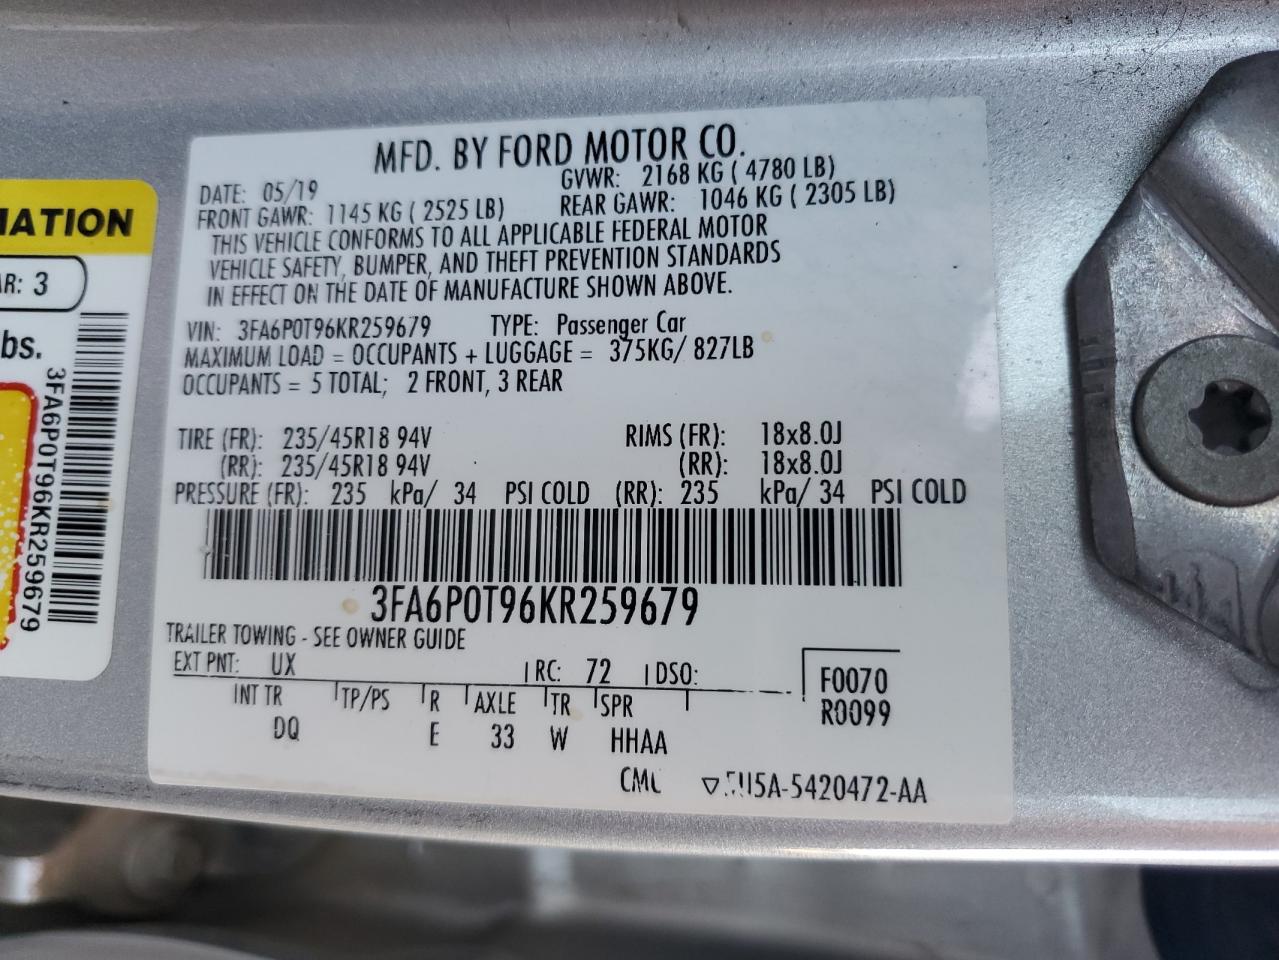 MFD. BY FORD MOTOR CO.
DATE: 05/19 GVWR: 2168 KG ( 4780 LB)
FRONT GAWR: 1145 KG ( 2525 LB) REAR GAWR: 1046 KG ( 2305 LB)
THIS VEHICLE CONFORMS TO ALL APPLICABLE FEDERAL MOTOR
VEHICLE SAFETY, BUMPER, AND THEFT PREVENTION STANDARDS
IN EFFECT ON THE DATE OF MANUFACTURE SHOWN ABOVE.
VIN: 3FA6P0T96KR259679 TYPE: Passenger Car
MAXIMUM LOAD = OCCUPANTS + LUGGAGE = 375KG/ 827LB
OCCUPANTS = 5 TOTAL; 2 FRONT, 3 REAR
TIRE (FR): 235/45R18 94V RIMS (FR): 18x8.0J
(RR): 235/45R18 94V (RR): 18x8.0J
PRESSURE (FR): 235 kPa/ 34 PSI COLD (RR): 235 kPa/ 34 PSI COLD
3FA6P0T96KR259679
TRAILER TOWING - SEE OWNER GUIDE
EXT PNT: UX RC: 72 DSO: F0070
R0099
INT TR TP/PS R AXLE TR SPR
DQ E 33 W HHAA
IATION
AR: 3
bs.
3FA6P0T96KR259679